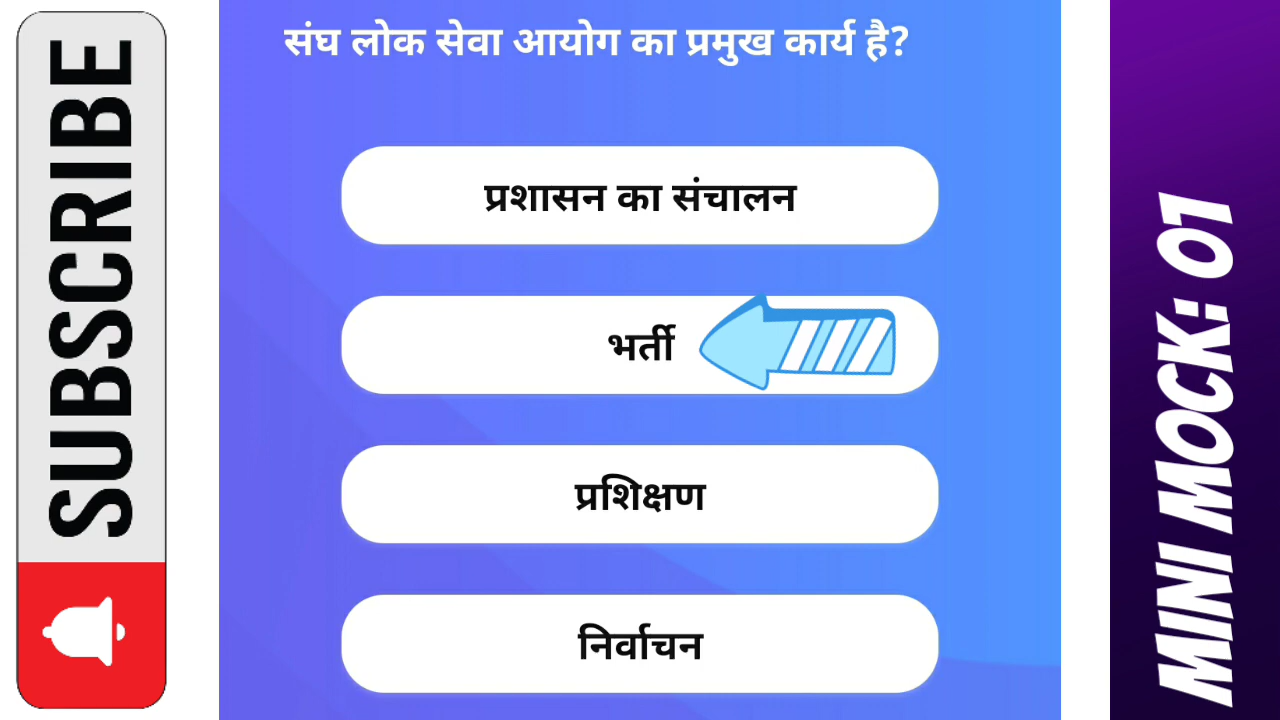 SUBSCRIBE
संघ लोक सेवा आयोग का प्रमुख कार्य है?
प्रशासन का संचालन
भर्ती
प्रशिक्षण
निर्वाचन
MINI MOCK: 01